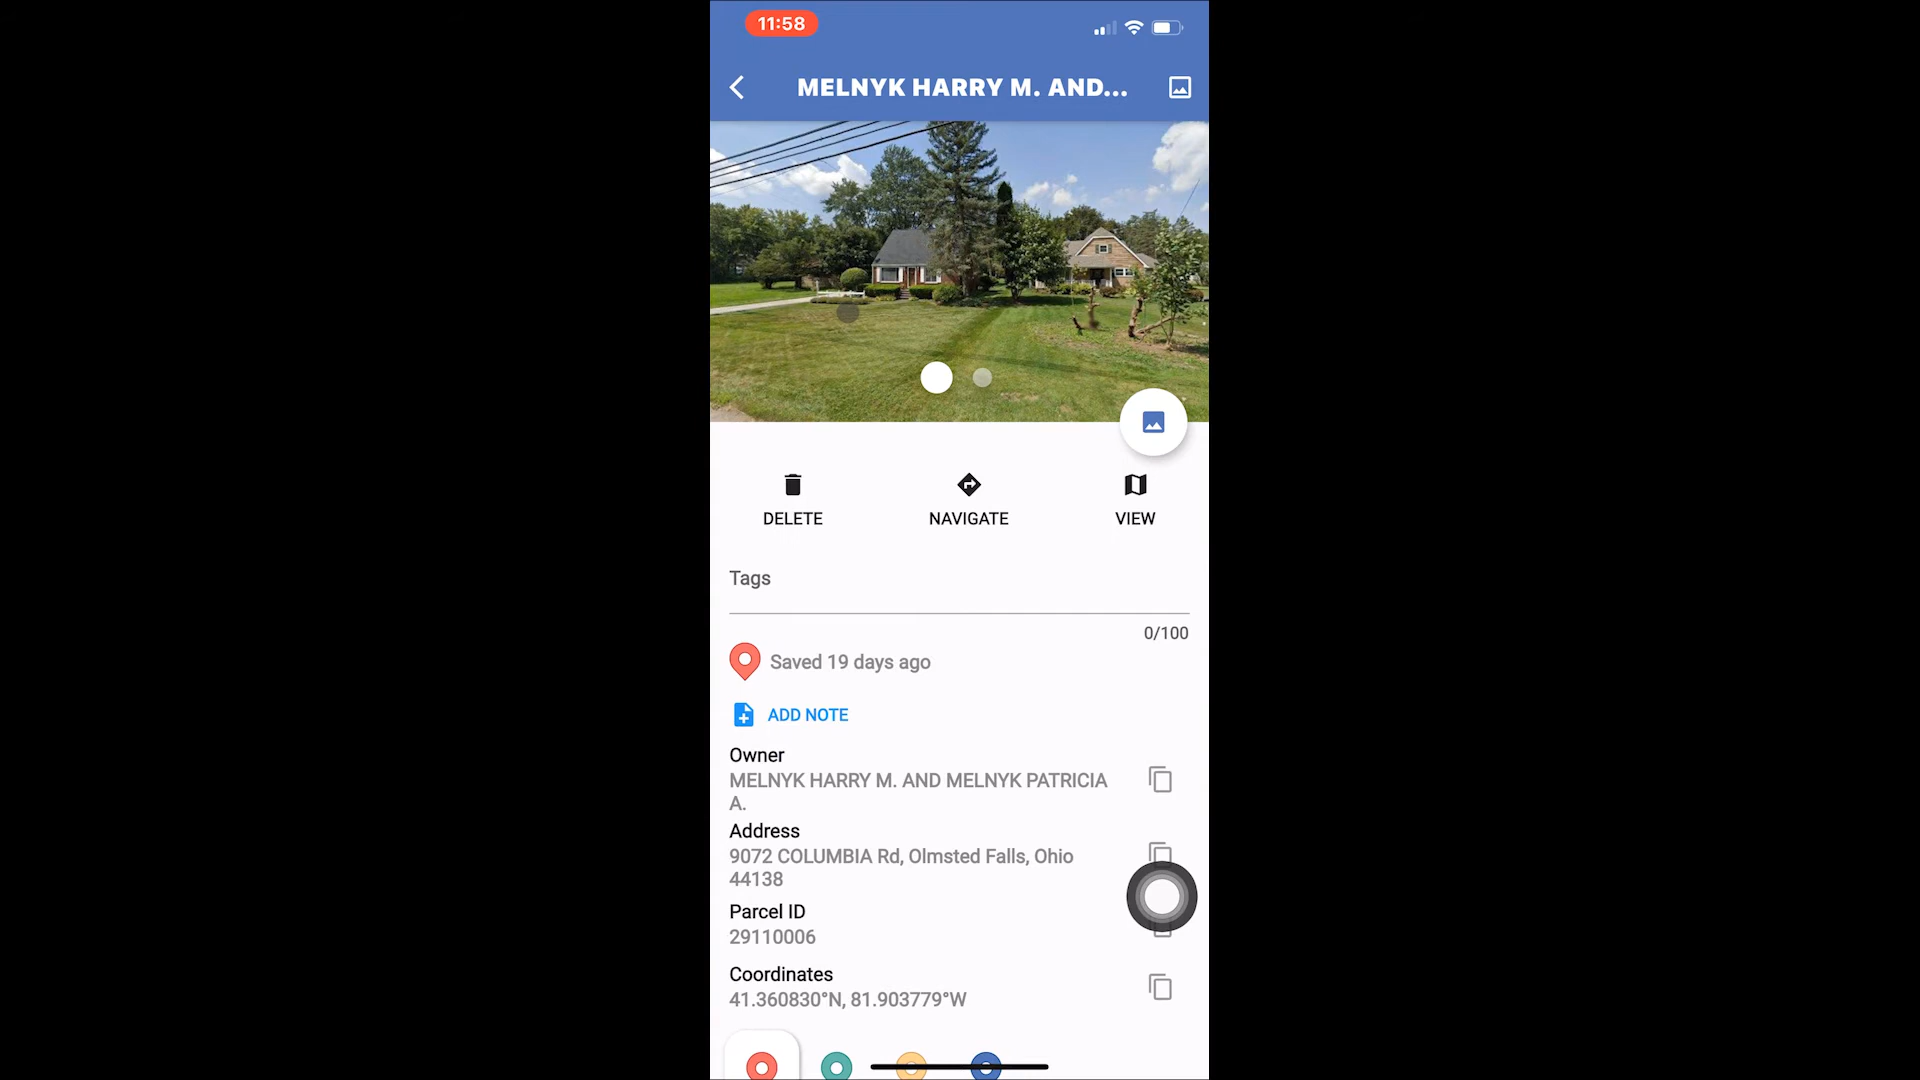 11:58
MELNYK HARRY M. AND...
DELETE
NAVIGATE
VIEW
Tags
0/100
Saved 19 days ago
ADD NOTE
Owner
MELNYK HARRY M. AND MELNYK PATRICIA
A.
Address
9072 COLUMBIA Rd, Olmsted Falls, Ohio
44138
Parcel ID
29110006
Coordinates
41.360830°N, 81.903779°W